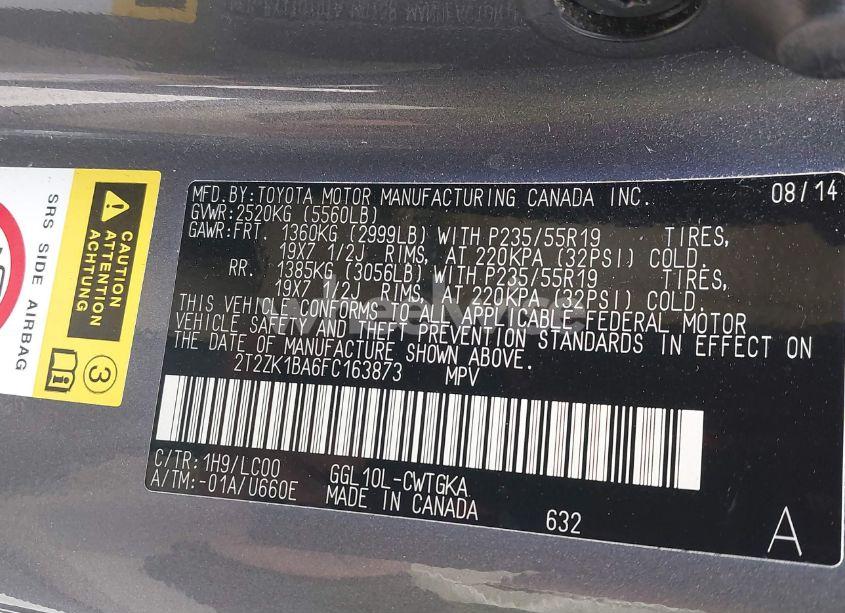 MFD.BY:TOYOTA MOTOR MANUFACTURING CANADA INC. 08/14
GVWR:2520KG (5560LB)
GAWR:FRT. 1360KG (2999LB) WITH P235/55R19 TIRES,
19X7 1/2J RIMS, AT 220KPA (32PSI) COLD.
RR. 1385KG (3056LB) WITH P235/55R19 TIRES,
19X7 1/2J RIMS, AT 220KPA (32PSI) COLD.
THIS VEHICLE CONFORMS TO ALL APPLICABLE FEDERAL MOTOR
VEHICLE SAFETY AND THEFT PREVENTION STANDARDS IN EFFECT ON
THE DATE OF MANUFACTURE SHOWN ABOVE.
2T2ZK1BA6FC163873 MPV
C/TR:1H9/LC00 GGL10L-CWTGKA
A/TM:-01A/U660E MADE IN CANADA
632
A
SRS SIDE AIRBAG
CAUTION
ATTENTION
ACHTUNG
3